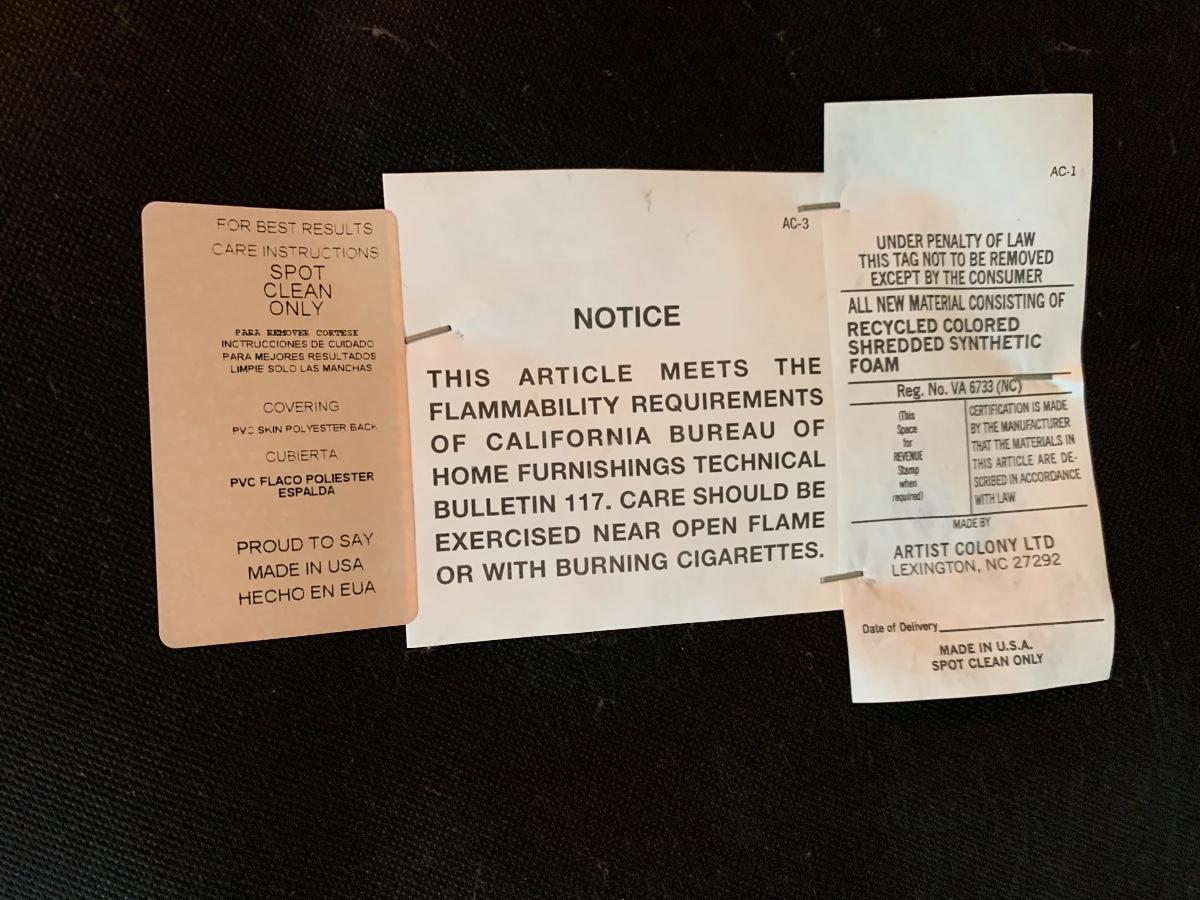 FOR BEST RESULTS
CARE INSTRUCTIONS
SPOT
CLEAN
ONLY
PARA REMOVER CORTESE
INCTRUCCIONES DE CUIDADO
PARA MEJORES RESULTADOS
LIMPIE SOLO LAS MANCHAS
COVERING
PVC SKIN POLYESTER BACK
CUBIERTA
PVC FLACO POLIESTER
ESPALDA
PROUD TO SAY
MADE IN USA
HECHO EN EUA
AC-3
NOTICE
THIS ARTICLE MEETS THE
FLAMMABILITY REQUIREMENTS
OF CALIFORNIA BUREAU OF
HOME FURNISHINGS TECHNICAL
BULLETIN 117. CARE SHOULD BE
EXERCISED NEAR OPEN FLAME
OR WITH BURNING CIGARETTES.
AC-1
UNDER PENALTY OF LAW
THIS TAG NOT TO BE REMOVED
EXCEPT BY THE CONSUMER
ALL NEW MATERIAL CONSISTING OF
RECYCLED COLORED
SHREDDED SYNTHETIC
FOAM
Reg. No. VA 6733 (NC)
(This
Space
for
REVENUE
Stamp
when
required)
CERTIFICATION IS MADE
BY THE MANUFACTURER
THAT THE MATERIALS IN
THIS ARTICLE ARE DE-
SCRIBED IN ACCORDANCE
WITH LAW
MADE BY
ARTIST COLONY LTD
LEXINGTON, NC 27292
Date of Delivery
MADE IN U.S.A.
SPOT CLEAN ONLY